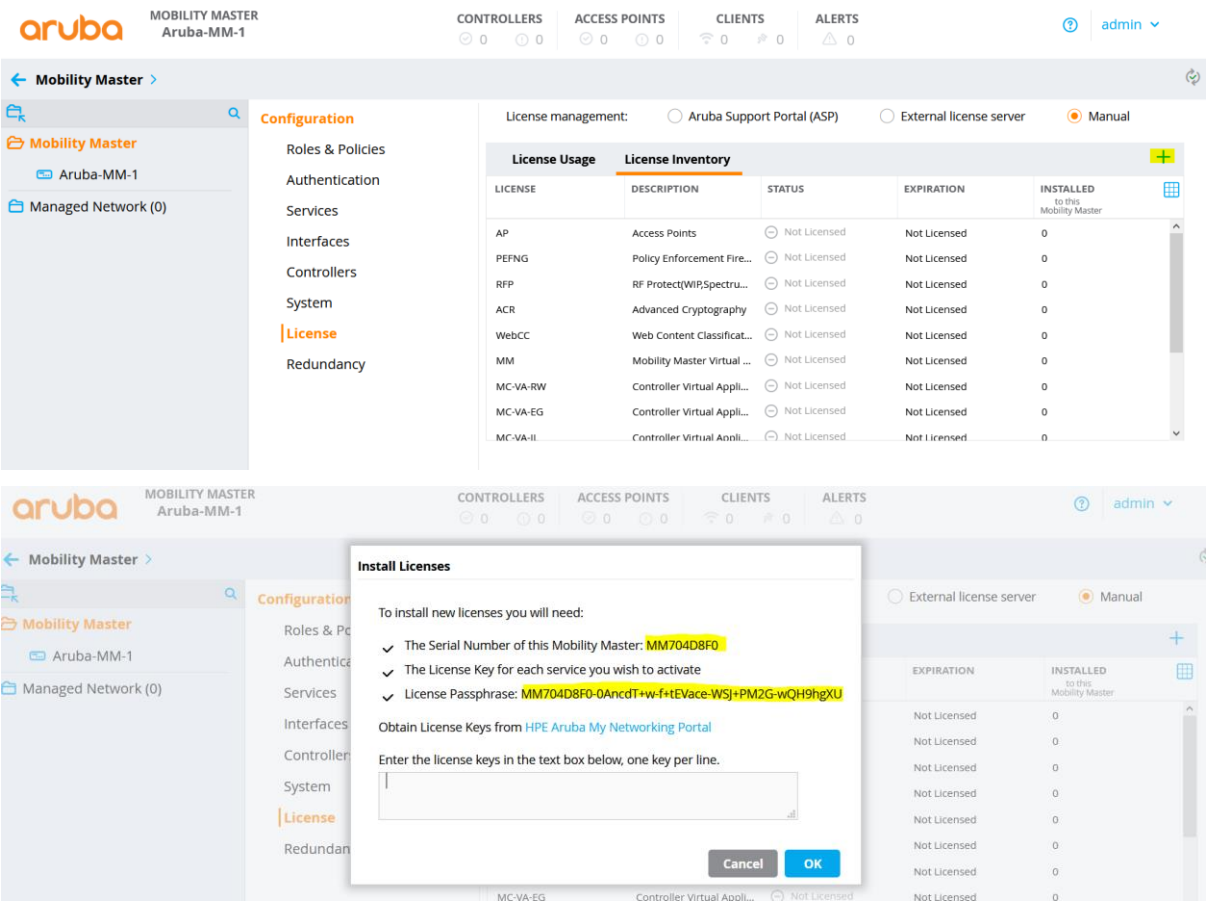 aruba
MOBILITY MASTER
Aruba-MM-1
CONTROLLERS ACCESS POINTS CLIENTS ALERTS
0 0 0 0 0 0 0
admin
Mobility Master >
Mobility Master
Aruba-MM-1
Managed Network (0)
Configuration
Roles & Policies
Authentication
Services
Interfaces
Controllers
System
License
Redundancy
License management: Aruba Support Portal (ASP) External license server Manual
License Usage License Inventory +
LICENSE DESCRIPTION STATUS EXPIRATION INSTALLED
to this
Mobility Master
AP Access Points Not Licensed Not Licensed 0
PEFNG Policy Enforcement Fire... Not Licensed Not Licensed 0
RFP RF Protect(WIP,Spectru... Not Licensed Not Licensed 0
ACR Advanced Cryptography Not Licensed Not Licensed 0
WebCC Web Content Classificat... Not Licensed Not Licensed 0
MM Mobility Master Virtual ... Not Licensed Not Licensed 0
MC-VA-RW Controller Virtual Appli... Not Licensed Not Licensed 0
MC-VA-EG Controller Virtual Appli... Not Licensed Not Licensed 0
MC-VA-IL Controller Virtual Appli... Not Licensed Not Licensed 0
aruba
MOBILITY MASTER
Aruba-MM-1
CONTROLLERS ACCESS POINTS CLIENTS ALERTS
0 0 0 0 0 0 0
admin
Mobility Master >
Mobility Master
Aruba-MM-1
Managed Network (0)
Configuration
Roles & Po
Authentica
Services
Interfaces
Controller
System
License
Redundan
Install Licenses
To install new licenses you will need:
The Serial Number of this Mobility Master: MM704D8F0
The License Key for each service you wish to activate
License Passphrase: MM704D8F0-0AncdT+w-f+tEVace-WSJ+PM2G-wQH9hgXU
Obtain License Keys from HPE Aruba My Networking Portal
Enter the license keys in the text box below, one key per line.
Cancel OK
External license server Manual
+
EXPIRATION INSTALLED
to this
Mobility Master
Not Licensed 0
Not Licensed 0
Not Licensed 0
Not Licensed 0
Not Licensed 0
Not Licensed 0
Not Licensed 0
MC-VA-EG Controller Virtual Appli... Not Licensed Not Licensed 0